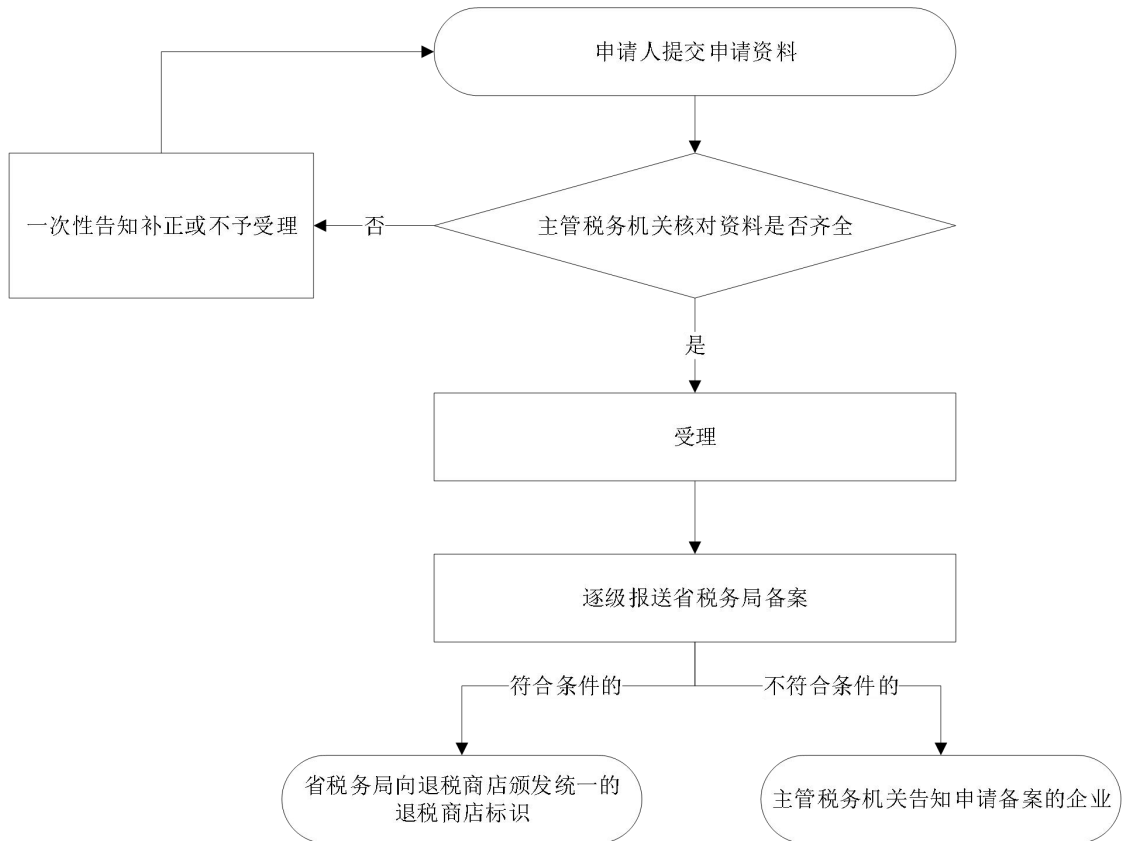 申请人提交申请资料
一次性告知补正或不予受理
否
主管税务机关核对资料是否齐全
是
受理
逐级报送省税务局备案
符合条件的
不符合条件的
省税务局向退税商店颁发统一的
退税商店标识
主管税务机关告知申请备案的企业